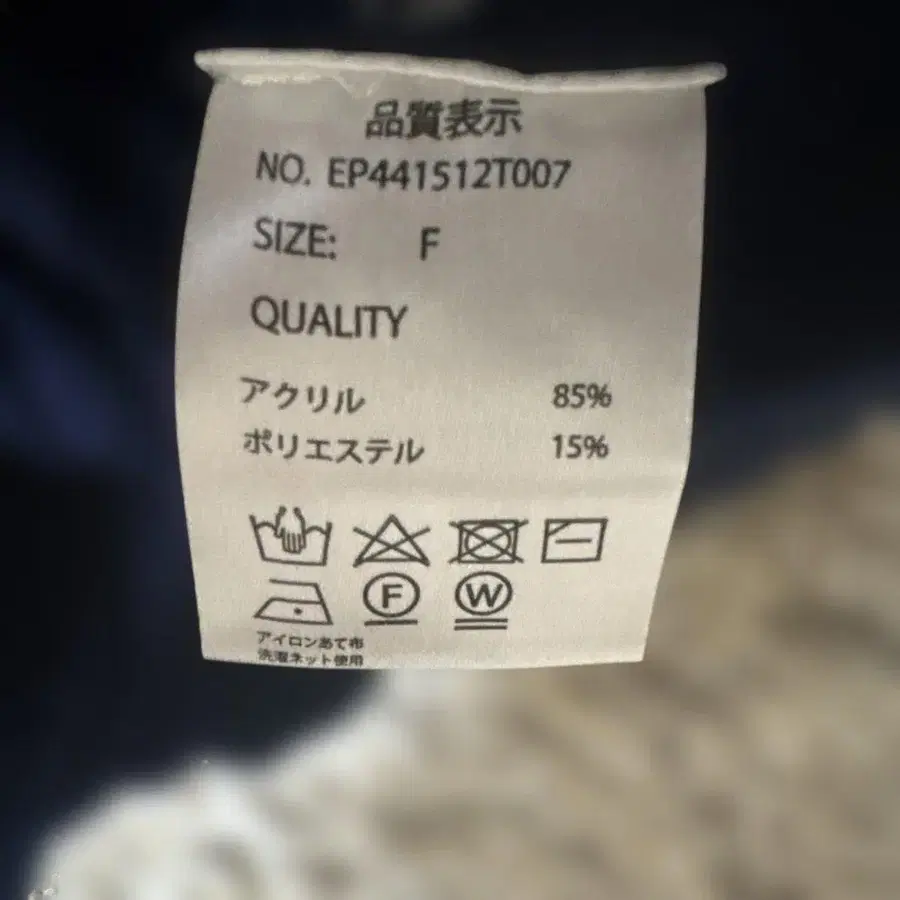 品質表示
NO. EP441512T007
SIZE: F
QUALITY
アクリル 85%
ポリエステル 15%
F W
アイロンあて布
洗濯ネット使用